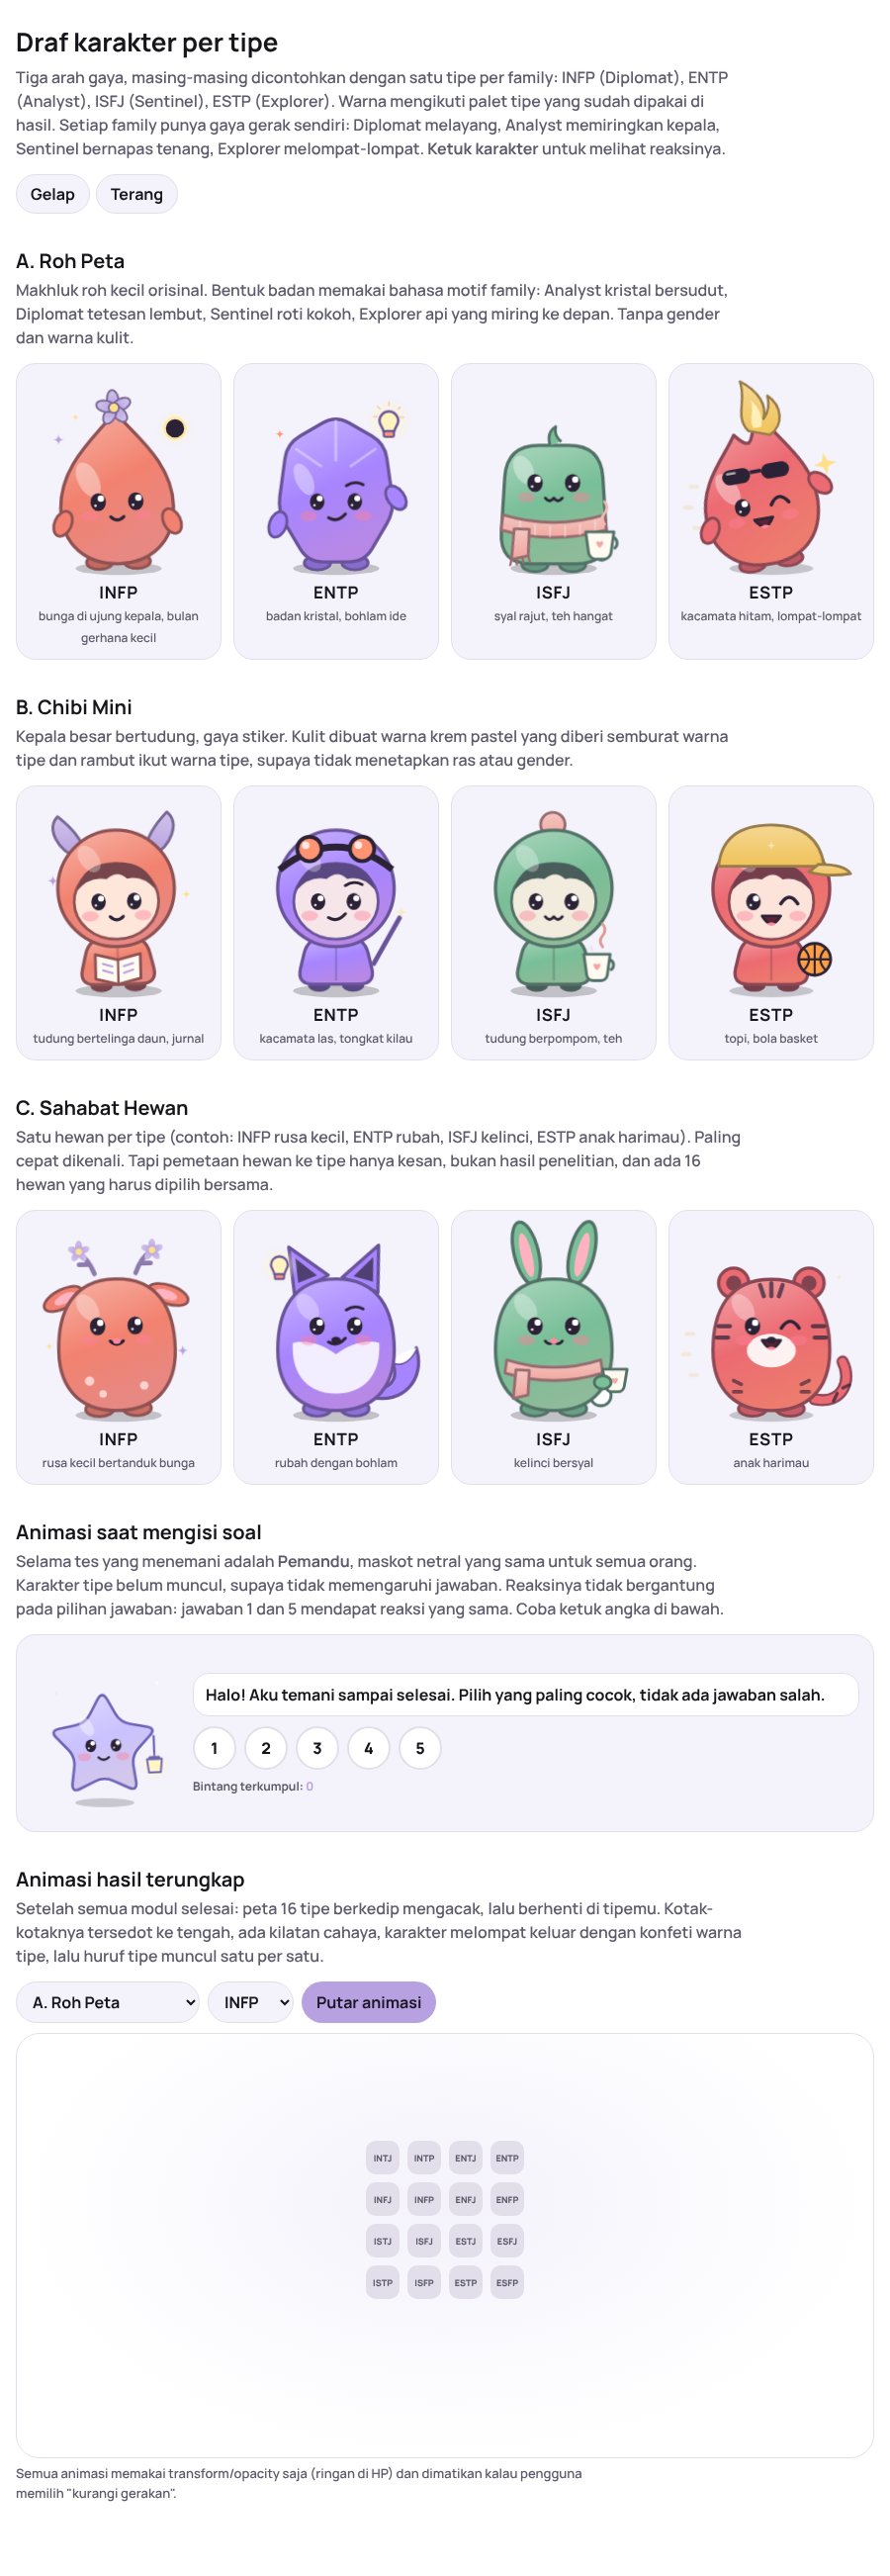 Draf karakter per tipe
Tiga arah gaya, masing-masing dicontohkan dengan satu tipe per family: INFP (Diplomat), ENTP
(Analyst), ISFJ (Sentinel), ESTP (Explorer). Warna mengikuti palet tipe yang sudah dipakai di
hasil. Setiap family punya gaya gerak sendiri: Diplomat melayang, Analyst memiringkan kepala,
Sentinel bernapas tenang, Explorer melompat-lompat. Ketuk karakter untuk melihat reaksinya.
Gelap Terang
A. Roh Peta
Makhluk roh kecil orisinal. Bentuk badan memakai bahasa motif family: Analyst kristal bersudut,
Diplomat tetesan lembut, Sentinel roti kokoh, Explorer api yang miring ke depan. Tanpa gender
dan warna kulit.
INFP
bunga di ujung kepala, bulan
gerhana kecil
ENTP
badan kristal, bohlam ide
ISFJ
syal rajut, teh hangat
ESTP
kacamata hitam, lompat-lompat
B. Chibi Mini
Kepala besar bertudung, gaya stiker. Kulit dibuat warna krem pastel yang diberi semburat warna
tipe dan rambut ikut warna tipe, supaya tidak menetapkan ras atau gender.
INFP
tudung bertelinga daun, jurnal
ENTP
kacamata las, tongkat kilau
ISFJ
tudung berpompom, teh
ESTP
topi, bola basket
C. Sahabat Hewan
Satu hewan per tipe (contoh: INFP rusa kecil, ENTP rubah, ISFJ kelinci, ESTP anak harimau). Paling
cepat dikenali. Tapi pemetaan hewan ke tipe hanya kesan, bukan hasil penelitian, dan ada 16
hewan yang harus dipilih bersama.
INFP
rusa kecil bertanduk bunga
ENTP
rubah dengan bohlam
ISFJ
kelinci bersyal
ESTP
anak harimau
Animasi saat mengisi soal
Selama tes yang menemani adalah Pemandu, maskot netral yang sama untuk semua orang.
Karakter tipe belum muncul, supaya tidak memengaruhi jawaban. Reaksinya tidak bergantung
pada pilihan jawaban: jawaban 1 dan 5 mendapat reaksi yang sama. Coba ketuk angka di bawah.
Halo! Aku temani sampai selesai. Pilih yang paling cocok, tidak ada jawaban salah.
1 2 3 4 5
Bintang terkumpul: 0
Animasi hasil terungkap
Setelah semua modul selesai: peta 16 tipe berkedip mengacak, lalu berhenti di tipemu. Kotak-
kotaknya tersedot ke tengah, ada kilatan cahaya, karakter melompat keluar dengan konfeti warna
tipe, lalu huruf tipe muncul satu per satu.
A. Roh Peta INFP Putar animasi
INTJ INTP ENTJ ENTP
INFJ INFP ENFJ ENFP
ISTJ ISFJ ESTJ ESFJ
ISTP ISFP ESTP ESFP
Semua animasi memakai transform/opacity saja (ringan di HP) dan dimatikan kalau pengguna
memilih "kurangi gerakan".